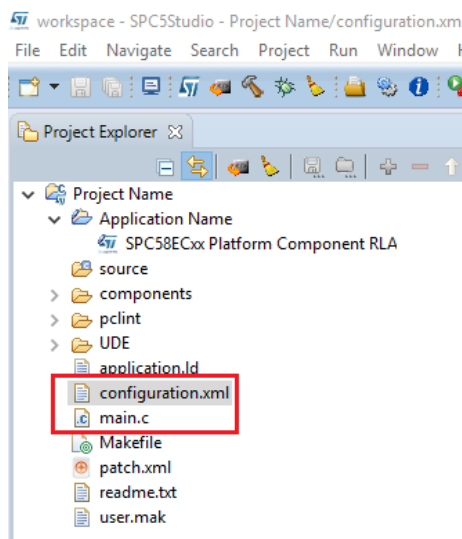 workspace - SPC5Studio - Project Name/configuration.xm
File Edit Navigate Search Project Run Window
Project Explorer
Project Name
Application Name
SPC58ECxx Platform Component RLA
source
components
pclint
UDE
application.ld
configuration.xml
main.c
Makefile
patch.xml
readme.txt
user.mak